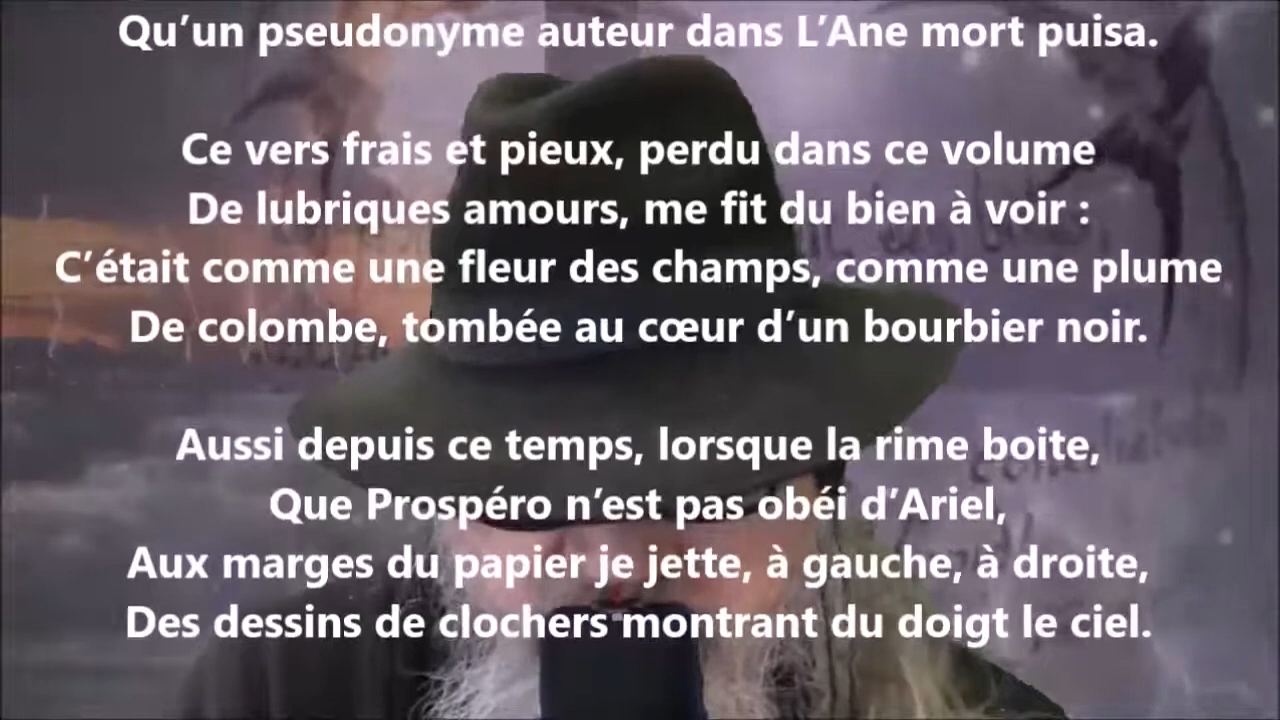 Qu’un pseudonyme auteur dans L’Ane mort puisa.
Ce vers frais et pieux, perdu dans ce volume
De lubriques amours, me fit du bien à voir :
C’était comme une fleur des champs, comme une plume
De colombe, tombée au cœur d’un bourbier noir.
Aussi depuis ce temps, lorsque la rime boite,
Que Prospéro n’est pas obéi d’Ariel,
Aux marges du papier je jette, à gauche, à droite,
Des dessins de clochers montrant du doigt le ciel.